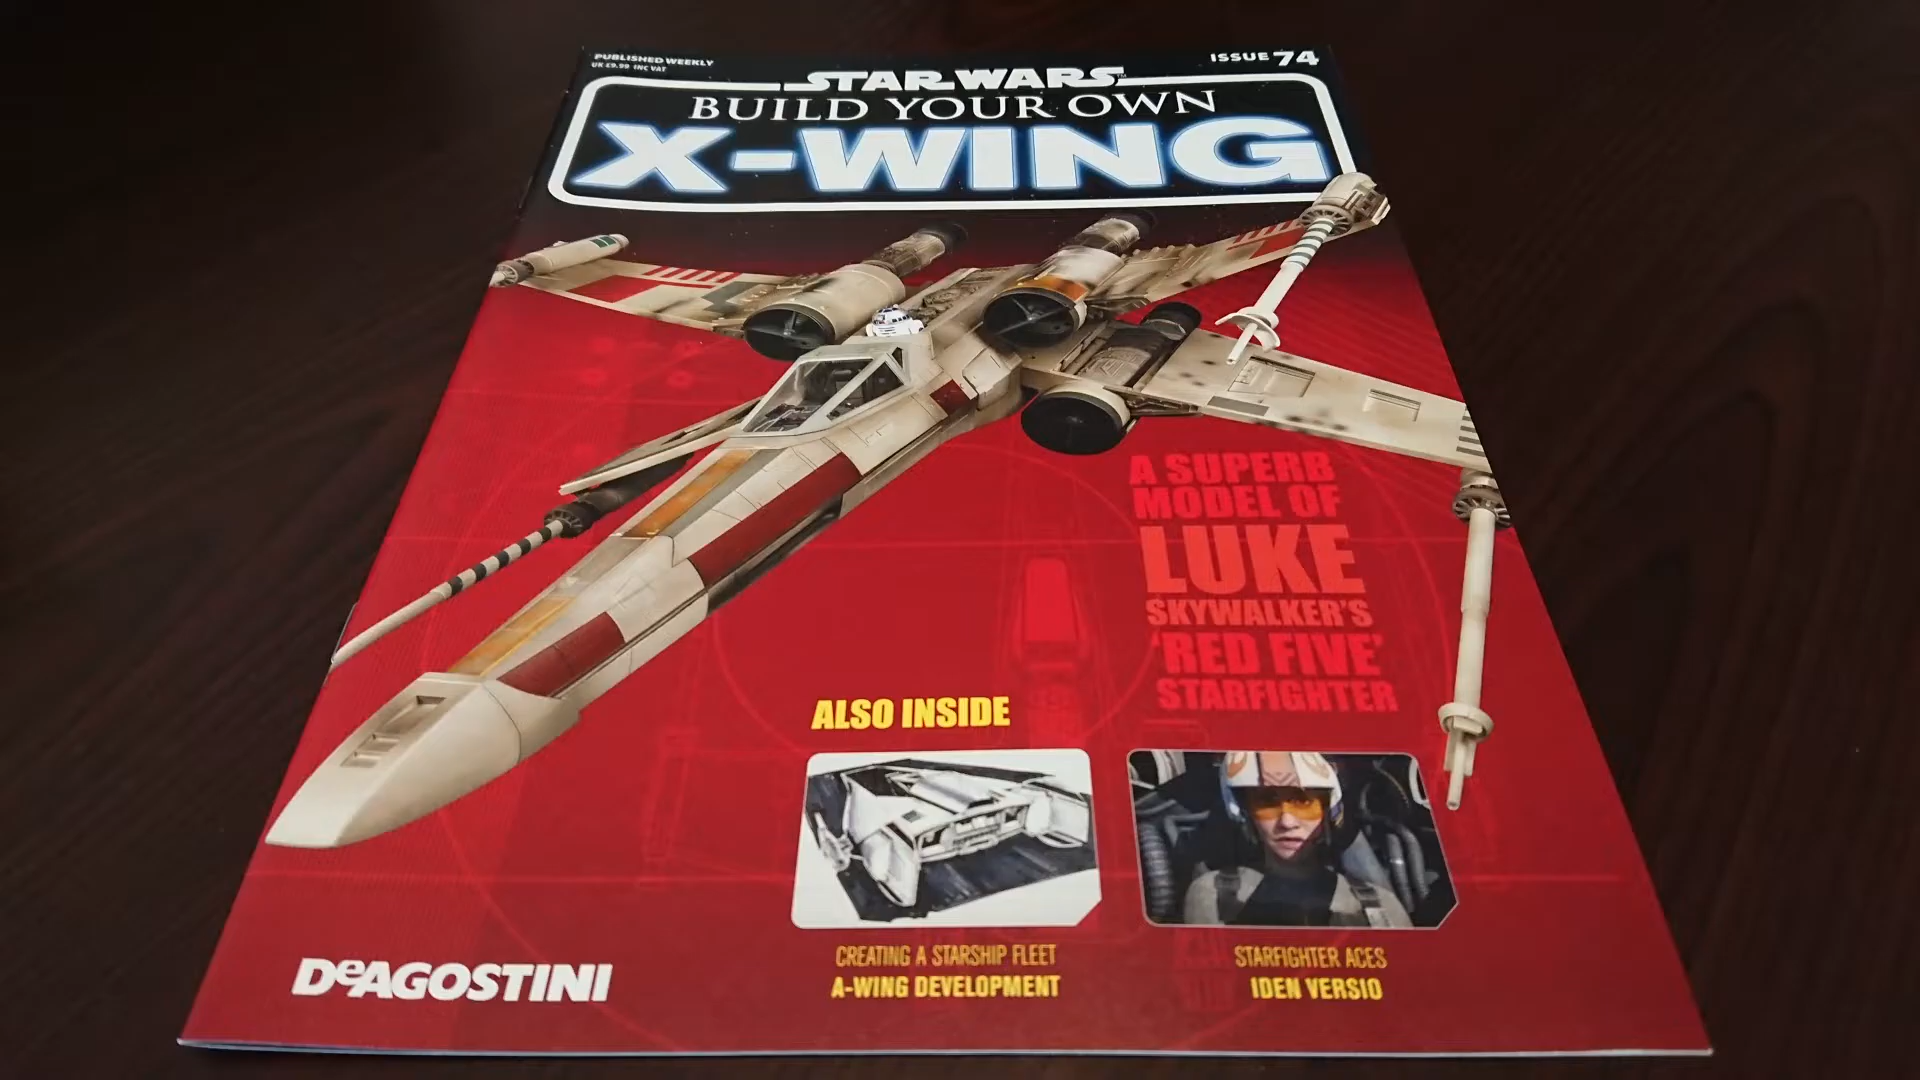 PUBLISHED WEEKLY
UK £9.99 INC VAT
ISSUE 74
STAR WARS™
BUILD YOUR OWN
X-WING
A SUPERB
MODEL OF
LUKE
SKYWALKER'S
'RED FIVE'
STARFIGHTER
ALSO INSIDE
CREATING A STARSHIP FLEET
A-WING DEVELOPMENT
STARFIGHTER ACES
IDEN VERSIO
DeAGOSTINI